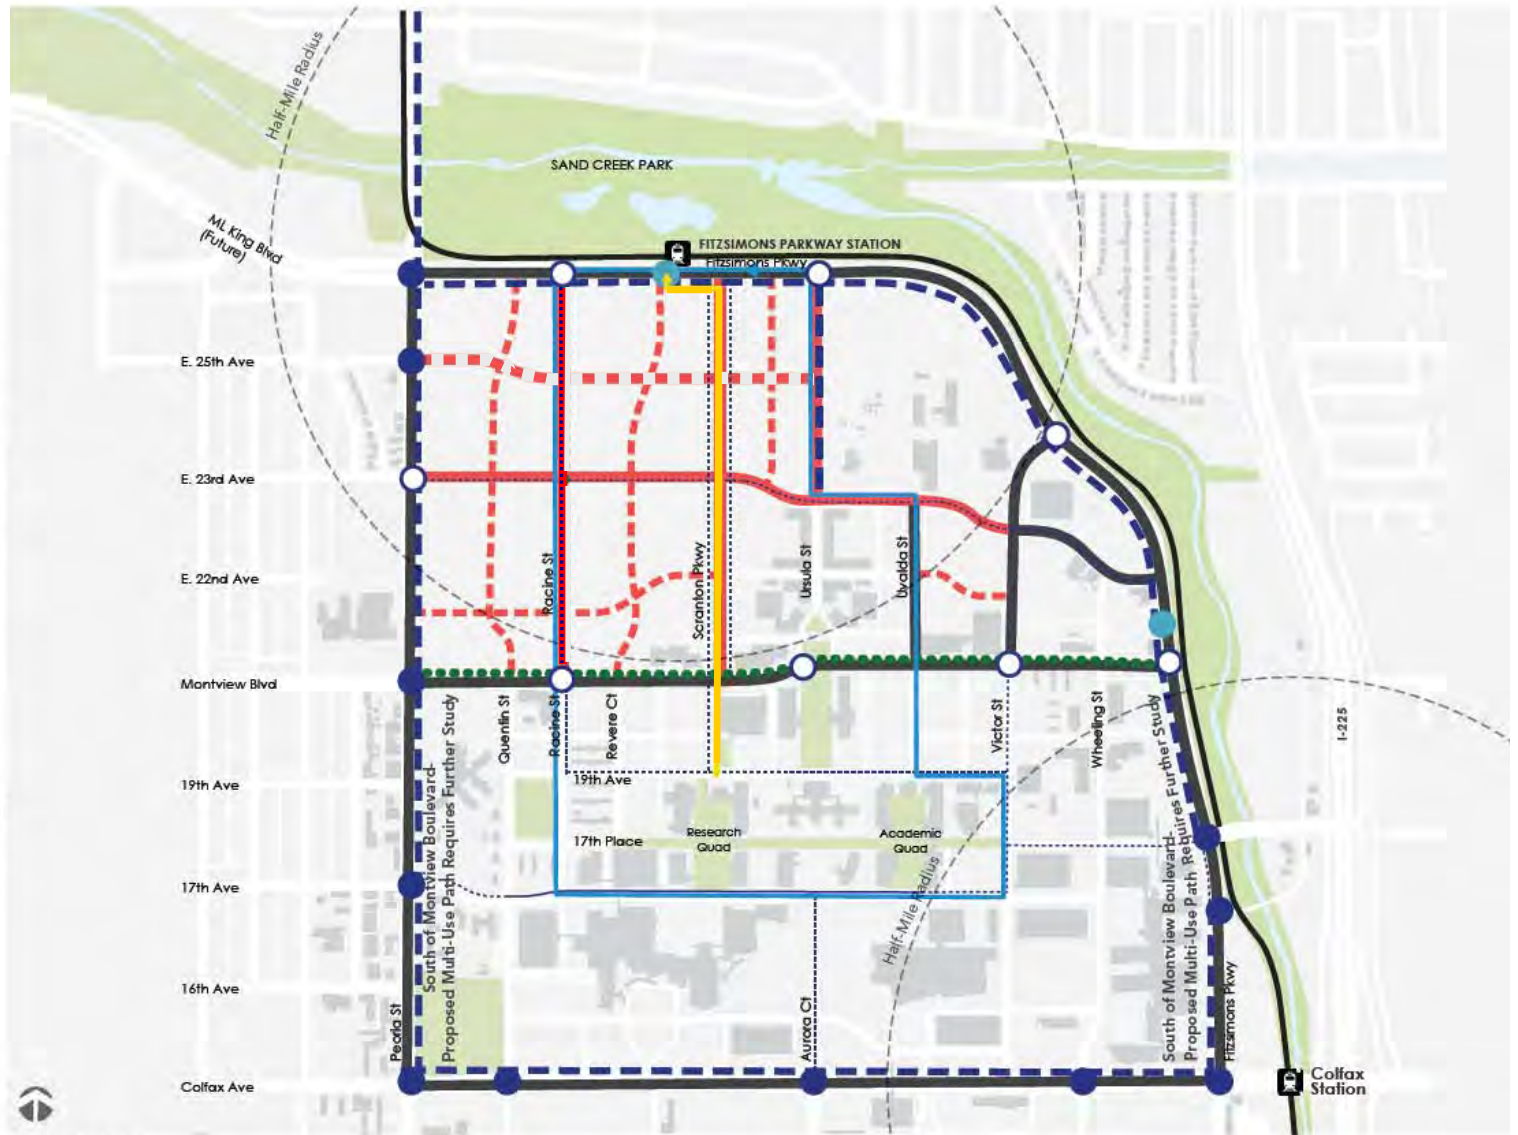 Half-Mile Radius
SAND CREEK PARK
ML King Blvd
(Future)
FITZSIMONS PARKWAY STATION
Fitzsimons Pkwy
E. 25th Ave
E. 23rd Ave
E. 22nd Ave
Racine St
Scranton Pkwy
Ursula St
Uvalda St
Montview Blvd
South of Montview Boulevard-
Proposed Multi-Use Path Requires Further Study
Quentin St
Racine St
Revere Ct
Victor St
Wheeling St
South of Montview Boulevard-
Proposed Multi-Use Path Requires Further Study
I-225
19th Ave
19th Ave
17th Place
Research
Quad
Academic
Quad
17th Ave
Half-Mile Radius
16th Ave
Peoria St
Aurora Ct
Fitzsimons Pkwy
Colfax Ave
Colfax
Station